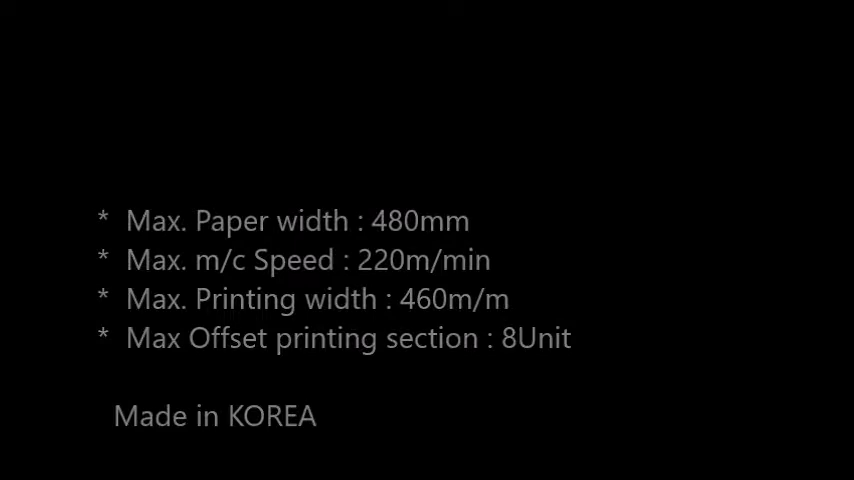 * Max. Paper width : 480mm
* Max. m/c Speed : 220m/min
* Max. Printing width : 460m/m
* Max Offset printing section : 8Unit
Made in KOREA